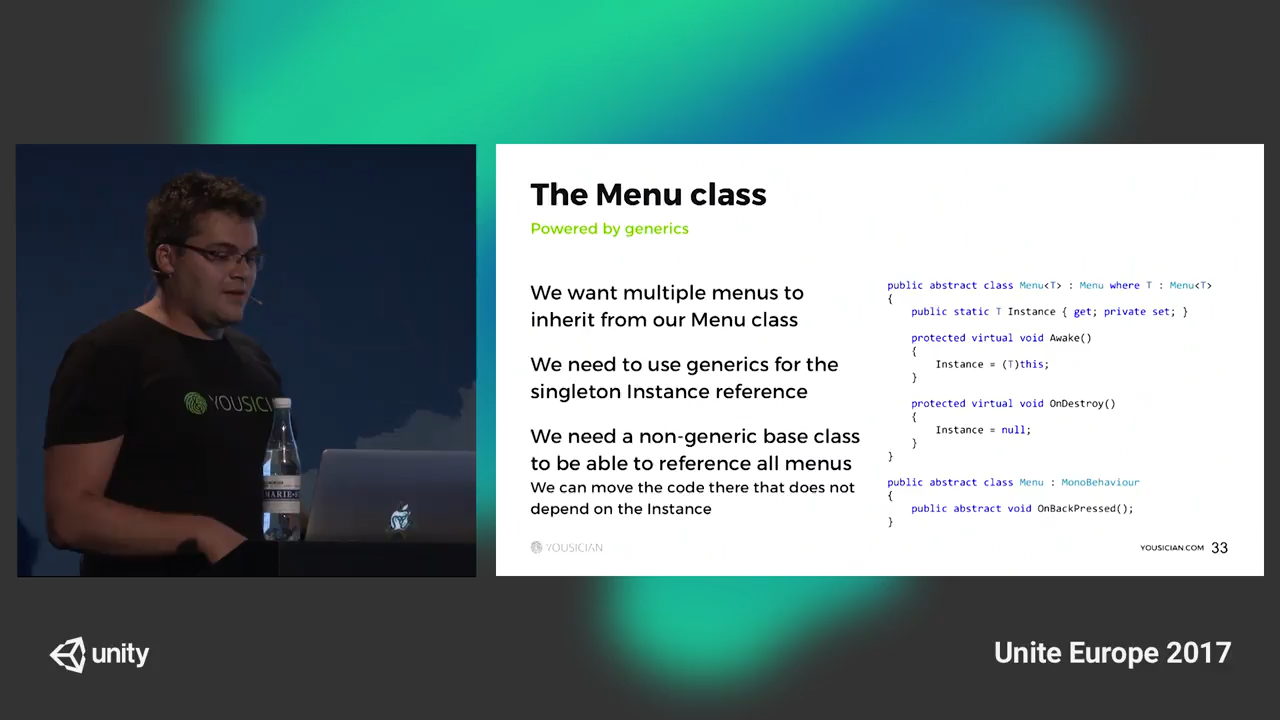 The Menu class
Powered by generics
We want multiple menus to
inherit from our Menu class
We need to use generics for the
singleton Instance reference
We need a non-generic base class
to be able to reference all menus
We can move the code there that does not
depend on the Instance
public abstract class Menu<T> : Menu where T : Menu<T>
{
public static T Instance { get; private set; }
protected virtual void Awake()
{
Instance = (T)this;
}
protected virtual void OnDestroy()
{
Instance = null;
}
}
public abstract class Menu : MonoBehaviour
{
public abstract void OnBackPressed();
}
YOUSICIAN
YOUSICIAN.COM 33
YOUSICI
unity
Unite Europe 2017